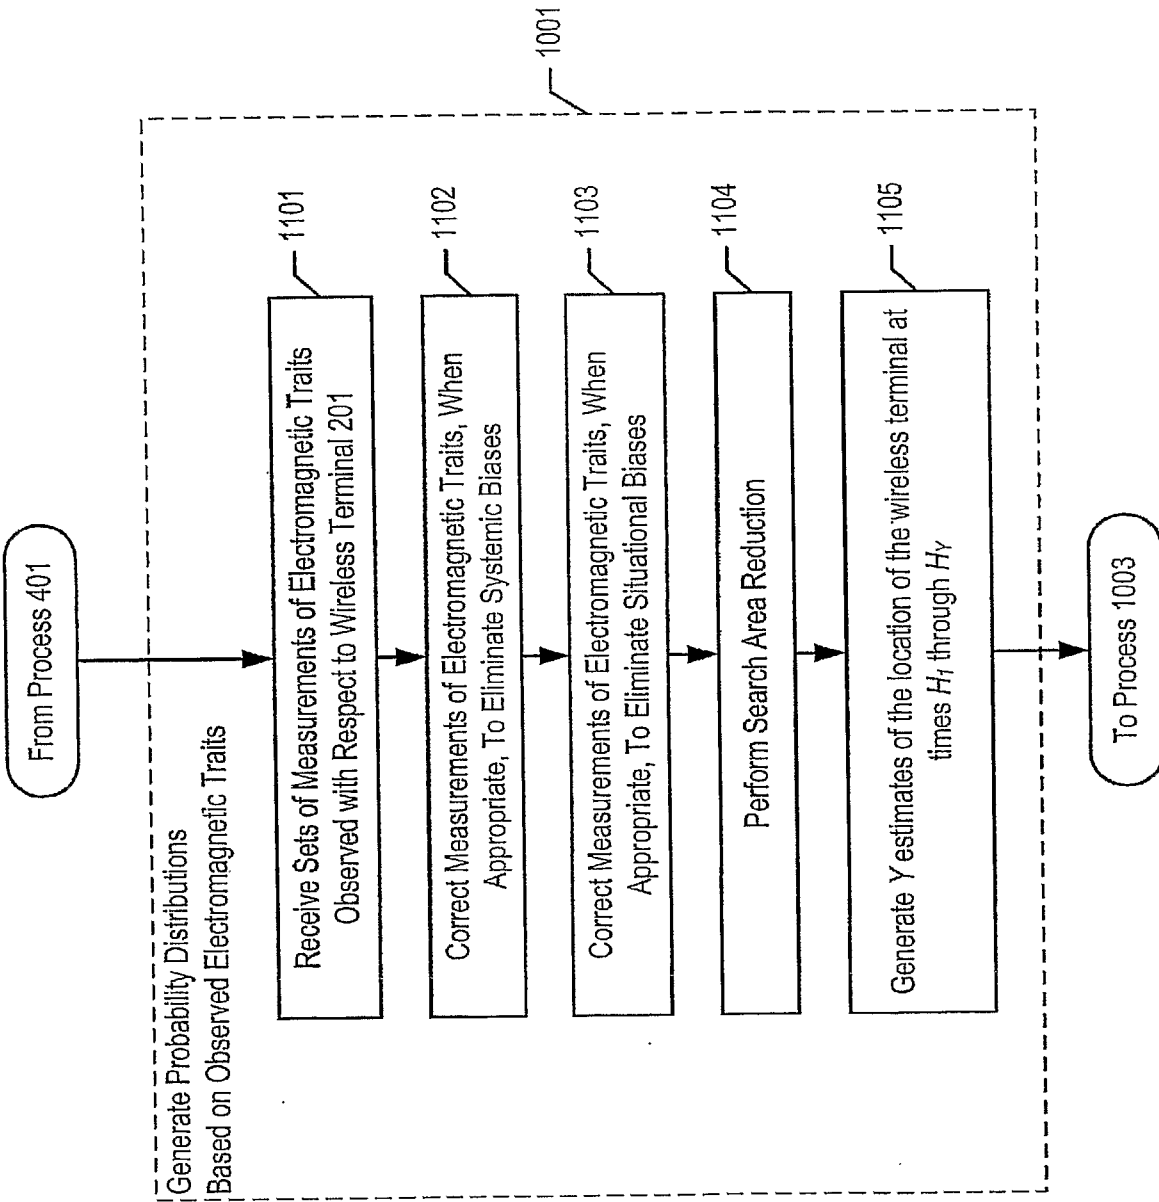 From Process 401
1001
Generate Probability Distributions
Based on Observed Electromagnetic Traits
1101
Receive Sets of Measurements of Electromagnetic Traits
Observed with Respect to Wireless Terminal 201
1102
Correct Measurements of Electromagnetic Traits, When
Appropriate, To Eliminate Systemic Biases
1103
Correct Measurements of Electromagnetic Traits, When
Appropriate, To Eliminate Situational Biases
1104
Perform Search Area Reduction
1105
Generate Y estimates of the location of the wireless terminal at
times H1 through HY
To Process 1003